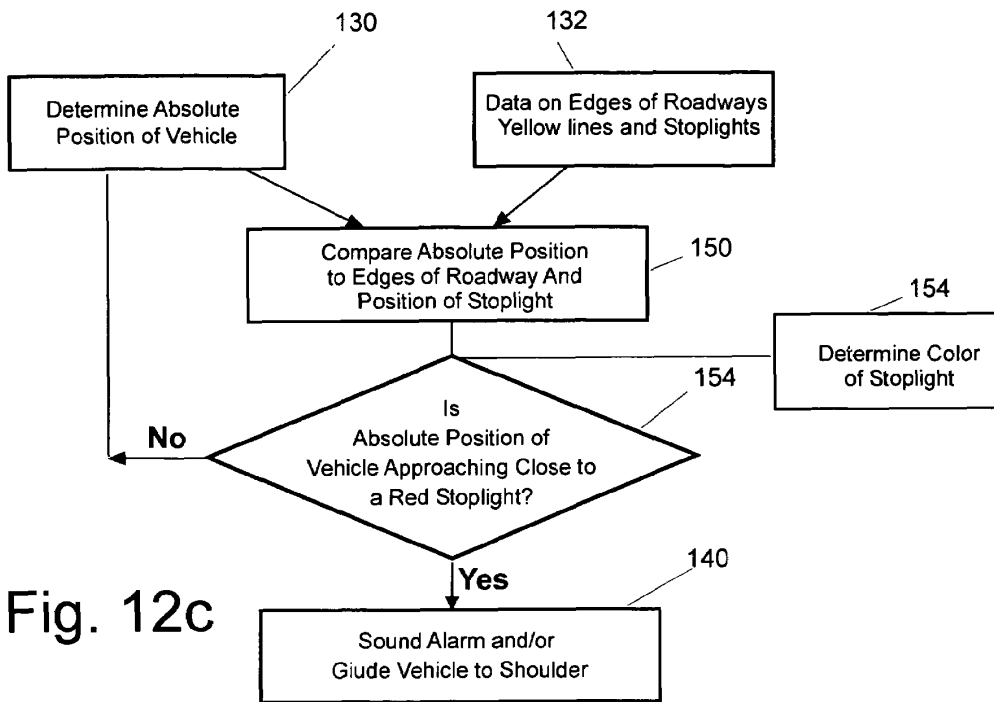 130
132
Determine Absolute
Position of Vehicle
Data on Edges of Roadways
Yellow lines and Stoplights
Compare Absolute Position
to Edges of Roadway And
Position of Stoplight
150
154
Determine Color
of Stoplight
154
Is
Absolute Position of
Vehicle Approaching Close to
a Red Stoplight?
No
Yes
140
Sound Alarm and/or
Giude Vehicle to Shoulder
Fig. 12c